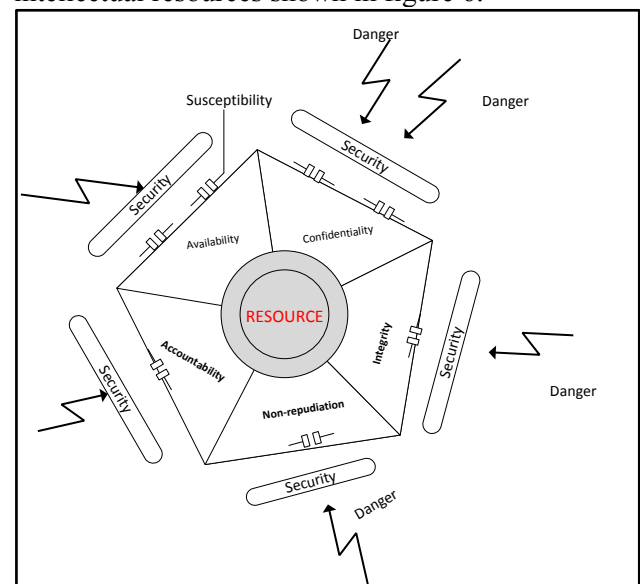 intellectual resources shown in figure 6.
Danger
Danger
Susceptibility
Security
Security
Availability
Confidentiality
RESOURCE
Integrity
Security
Accountability
Security
Non-repudiation
Danger
Security
Danger